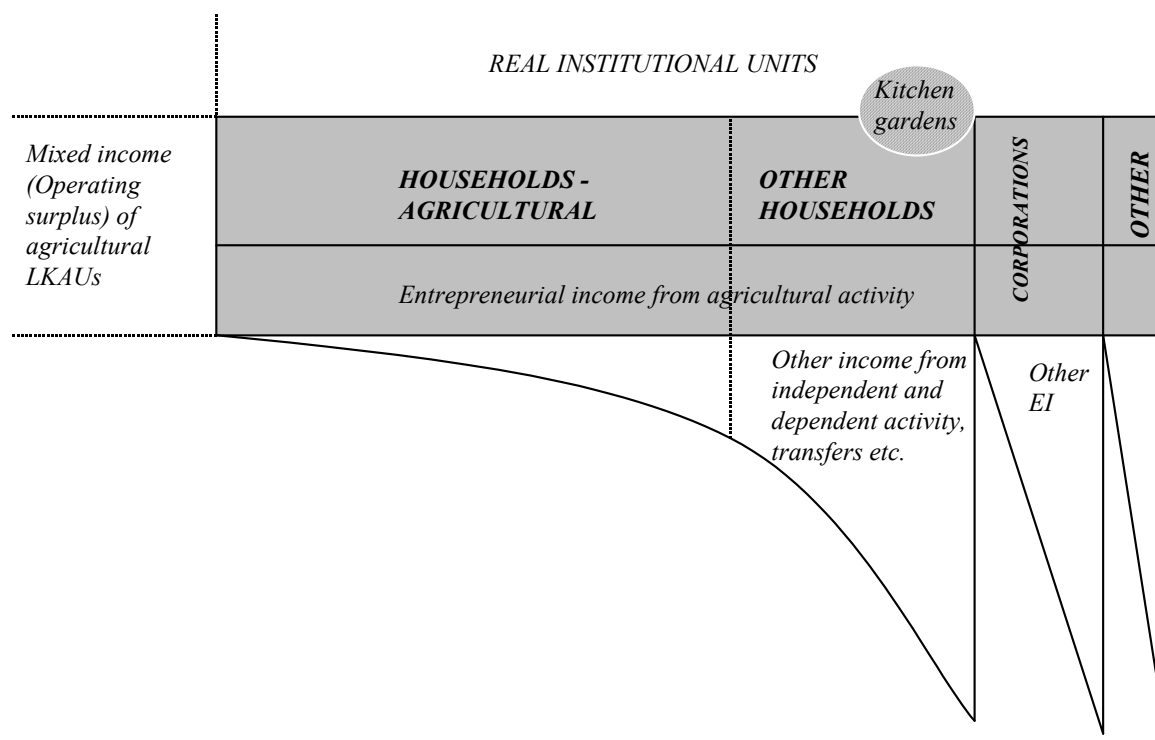 REAL INSTITUTIONAL UNITS
Kitchen
gardens
Mixed income
(Operating
surplus) of
agricultural
LKAUs
HOUSEHOLDS -
AGRICULTURAL
OTHER
HOUSEHOLDS
CORPORATIONS
OTHER
Entrepreneurial income from agricultural activity
Other income from
independent and
dependent activity,
transfers etc.
Other
EI